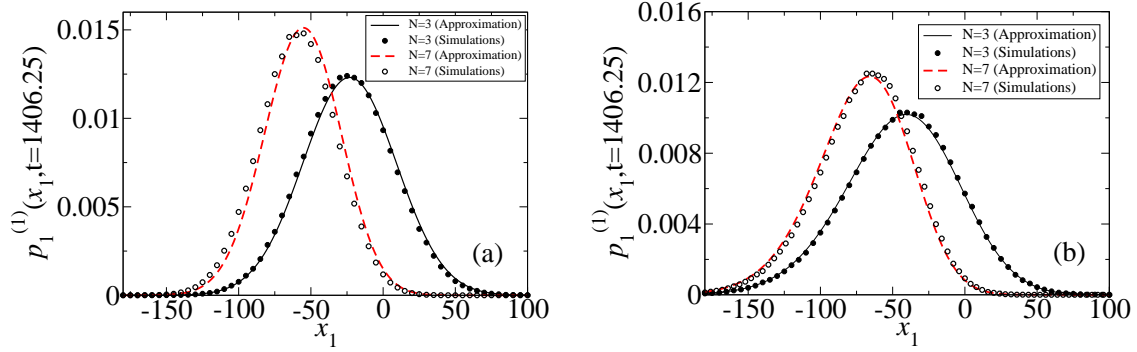 0.015
0.01
0.005
0
p₁⁽¹⁾(x₁,t=1406.25)
N=3 (Approximation)
N=3 (Simulations)
N=7 (Approximation)
N=7 (Simulations)
(a)
-150 -100 -50 0 50 100
x₁
0.016
0.012
0.008
0.004
0
p₁⁽¹⁾(x₁,t=1406.25)
N=3 (Approximation)
N=3 (Simulations)
N=7 (Approximation)
N=7 (Simulations)
(b)
-150 -100 -50 0 50 100
x₁